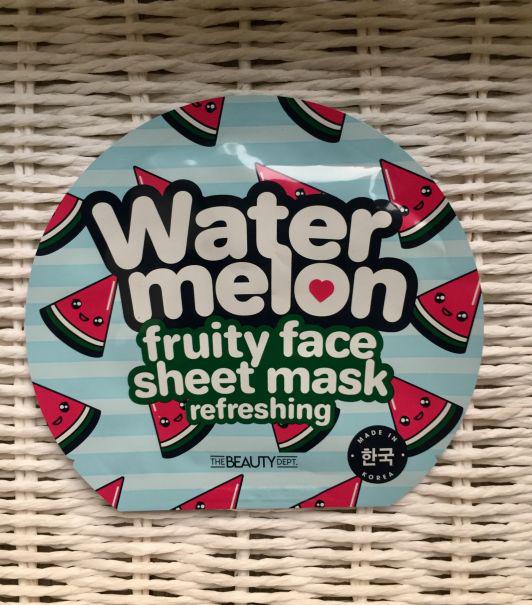 Water
melon
fruity face
sheet mask
refreshing
THE BEAUTY DEPT.
MADE IN
한국
KOREA